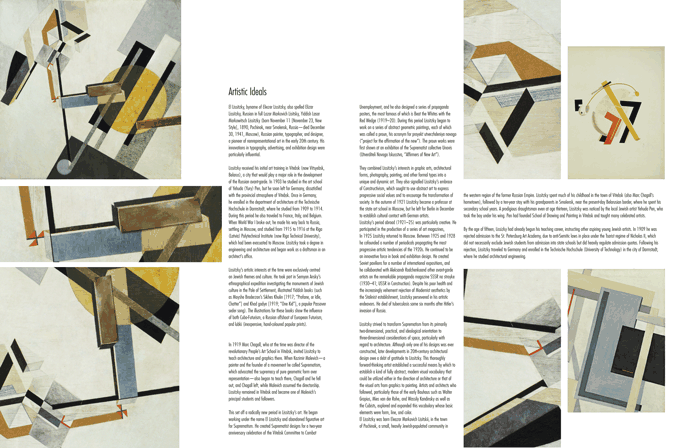 Artistic Ideals
El Lissitzky, byname of Eleazar Lissitzky, also spelled Elizar
Lissitzky, Russian in full Lazar Markovich Lisitsky, Yiddish Lasar
Markowitsch Lissitzky (born November 11 [November 23, New
Style], 1890, Pochinok, near Smolensk, Russia — died December
30, 1941, Moscow), Russian painter, typographer, and designer,
a pioneer of nonrepresentational art in the early 20th century. His
innovations in typography, advertising, and exhibition design were
particularly influential.
Lissitzky received his initial art training in Vitebsk (now Vitsyebsk,
Belarus), a city that would play a major role in the development
of the Russian avant-garde. In 1903 he studied in the art school
of Yehuda (Yury) Pen, but he soon left for Germany, dissatisfied
with the provincial atmosphere of Vitebsk. Once in Germany,
he enrolled in the department of architecture at the Technische
Hochschule in Darmstadt, where he studied from 1909 to 1914.
During this period he also traveled to France, Italy, and Belgium.
When World War I broke out, he made his way back to Russia,
settling in Moscow, and studied from 1915 to 1916 at the Riga
(Latvia) Polytechnical Institute (now Riga Technical University),
which had been evacuated to Moscow. Lissitzky took a degree in
engineering and architecture and began work as a draftsman in an
architect's office.
Lissitzky's artistic interests at the time were exclusively centred
on Jewish themes and culture. He took part in Semyon Ansky's
ethnographical expedition investigating the monuments of Jewish
culture in the Pale of Settlement, illustrated Yiddish books (such
as Moyshe Broderzon's Sikhes Khulin [1917; "Profane, or Idle,
Chatter"] and Khad gadya [1919; "One Kid"], a popular Passover
seder song). The illustrations for these books show the influence
of both Cubo-Futurism, a Russian offshoot of European Futurism,
and lubki (inexpensive, hand-coloured popular prints).
In 1919 Marc Chagall, who at the time was director of the
revolutionary People's Art School in Vitebsk, invited Lissitzky to
teach architecture and graphics there. When Kazimir Malevich — a
painter and the founder of a movement he called Suprematism,
which advocated the supremacy of pure geometric form over
representation — also began to teach there, Chagall and he fell
out, and Chagall left, while Malevich assumed the directorship.
Lissitzky remained in Vitebsk and became one of Malevich's
principal students and followers.
This set off a radically new period in Lissitzky's art: He began
working under the name El Lissitzky and abandoned figurative art
for Suprematism. He created Suprematist designs for a two-year
anniversary celebration of the Vitebsk Committee to Combat
Unemployment, and he also designed a series of propaganda
posters, the most famous of which is Beat the Whites with the
Red Wedge (1919–20). During this period Lissitzky began to
work on a series of abstract geometric paintings, each of which
was called a proun, his acronym for proyekt utverzhdeniya novogo
("project for the affirmation of the new"). The proun works were
first shown at an exhibition of the Suprematist collective Unovis
(Utverditeli Novogo Iskusstva, "Affirmers of New Art").
They combined Lissitzky's interests in graphic arts, architectural
forms, photography, painting, and other formal types into a
unique and dynamic art. They also signalled Lissitzky's embrace
of Constructivism, which sought to use abstract art to express
progressive social values and to encourage the transformation of
society. In the autumn of 1921 Lissitzky became a professor at
the state art school in Moscow, but he left for Berlin in December
to establish cultural contact with German artists.
Lissitzky's period abroad (1921–25) was particularly creative. He
participated in the production of a series of art magazines,
In 1925 Lissitzky returned to Moscow. Between 1925 and 1928
he cofounded a number of periodicals propagating the most
progressive artistic tendencies of the 1920s. He continued to be
an innovative force in book and exhibition design. He created
Soviet pavilions for a number of international expositions, and
he collaborated with Aleksandr Rodchenkoand other avant-garde
artists on the remarkable propaganda magazine SSSR na stroyke
(1930–41; USSR in Construction). Despite his poor health and
the increasingly vehement rejection of Modernist aesthetics by
the Stalinist establishment, Lissitzky persevered in his artistic
endeavors. He died of tuberculosis some six months after Hitler's
invasion of Russia.
Lissitzky strived to transform Suprematism from its primarily
two-dimensional, practical, and ideological orientation to
three-dimensional considerations of space, particularly with
regard to architecture. Although only one of his designs was ever
constructed, later developments in 20th-century architectural
design owe a debt of gratitude to Lissitzky. This thoroughly
forward-thinking artist established a successful means by which to
establish a kind of fully abstract, modern visual vocabulary that
could be utilized either in the direction of architecture or that of
the visual arts from graphics to painting. Artists and architects who
followed, particularly those of the early Bauhaus such as Walter
Gropius, Mies van der Rohe, and Wassily Kandinsky as well as
the Cubists, explored and expanded this vocabulary whose basic
elements were form, line, and color.
El Lissitzky was born Eleazar Markovich Lisitskii, in the town
of Pochinok, a small, heavily Jewish-populated community in
the western region of the former Russian Empire. Lissitzky spent much of his childhood in the town of Vitebsk (also Marc Chagall's
hometown), followed by a two-year stay with his grandparents in Smolensk, near the present-day Belarusian border, where he spent his
secondary school years. A prodigious draughtsman even at age thirteen, Lissitzky was noticed by the local Jewish artist Yehuda Pen, who
took the boy under his wing. Pen had founded School of Drawing and Painting in Vitebsk and taught many celebrated artists.
By the age of fifteen, Lissitzky had already begun his teaching career, instructing other aspiring young Jewish artists. In 1909 he was
rejected admission to the St. Petersburg Art Academy, due to anti-Semitic laws in place under the Tsarist regime of Nicholas II, which
did not necessarily exclude Jewish students from admission into state schools but did heavily regulate admission quotas. Following his
rejection, Lissitzky traveled to Germany and enrolled in the Technische Hochschule (University of Technology) in the city of Darmstadt,
where he studied architectural engineering.